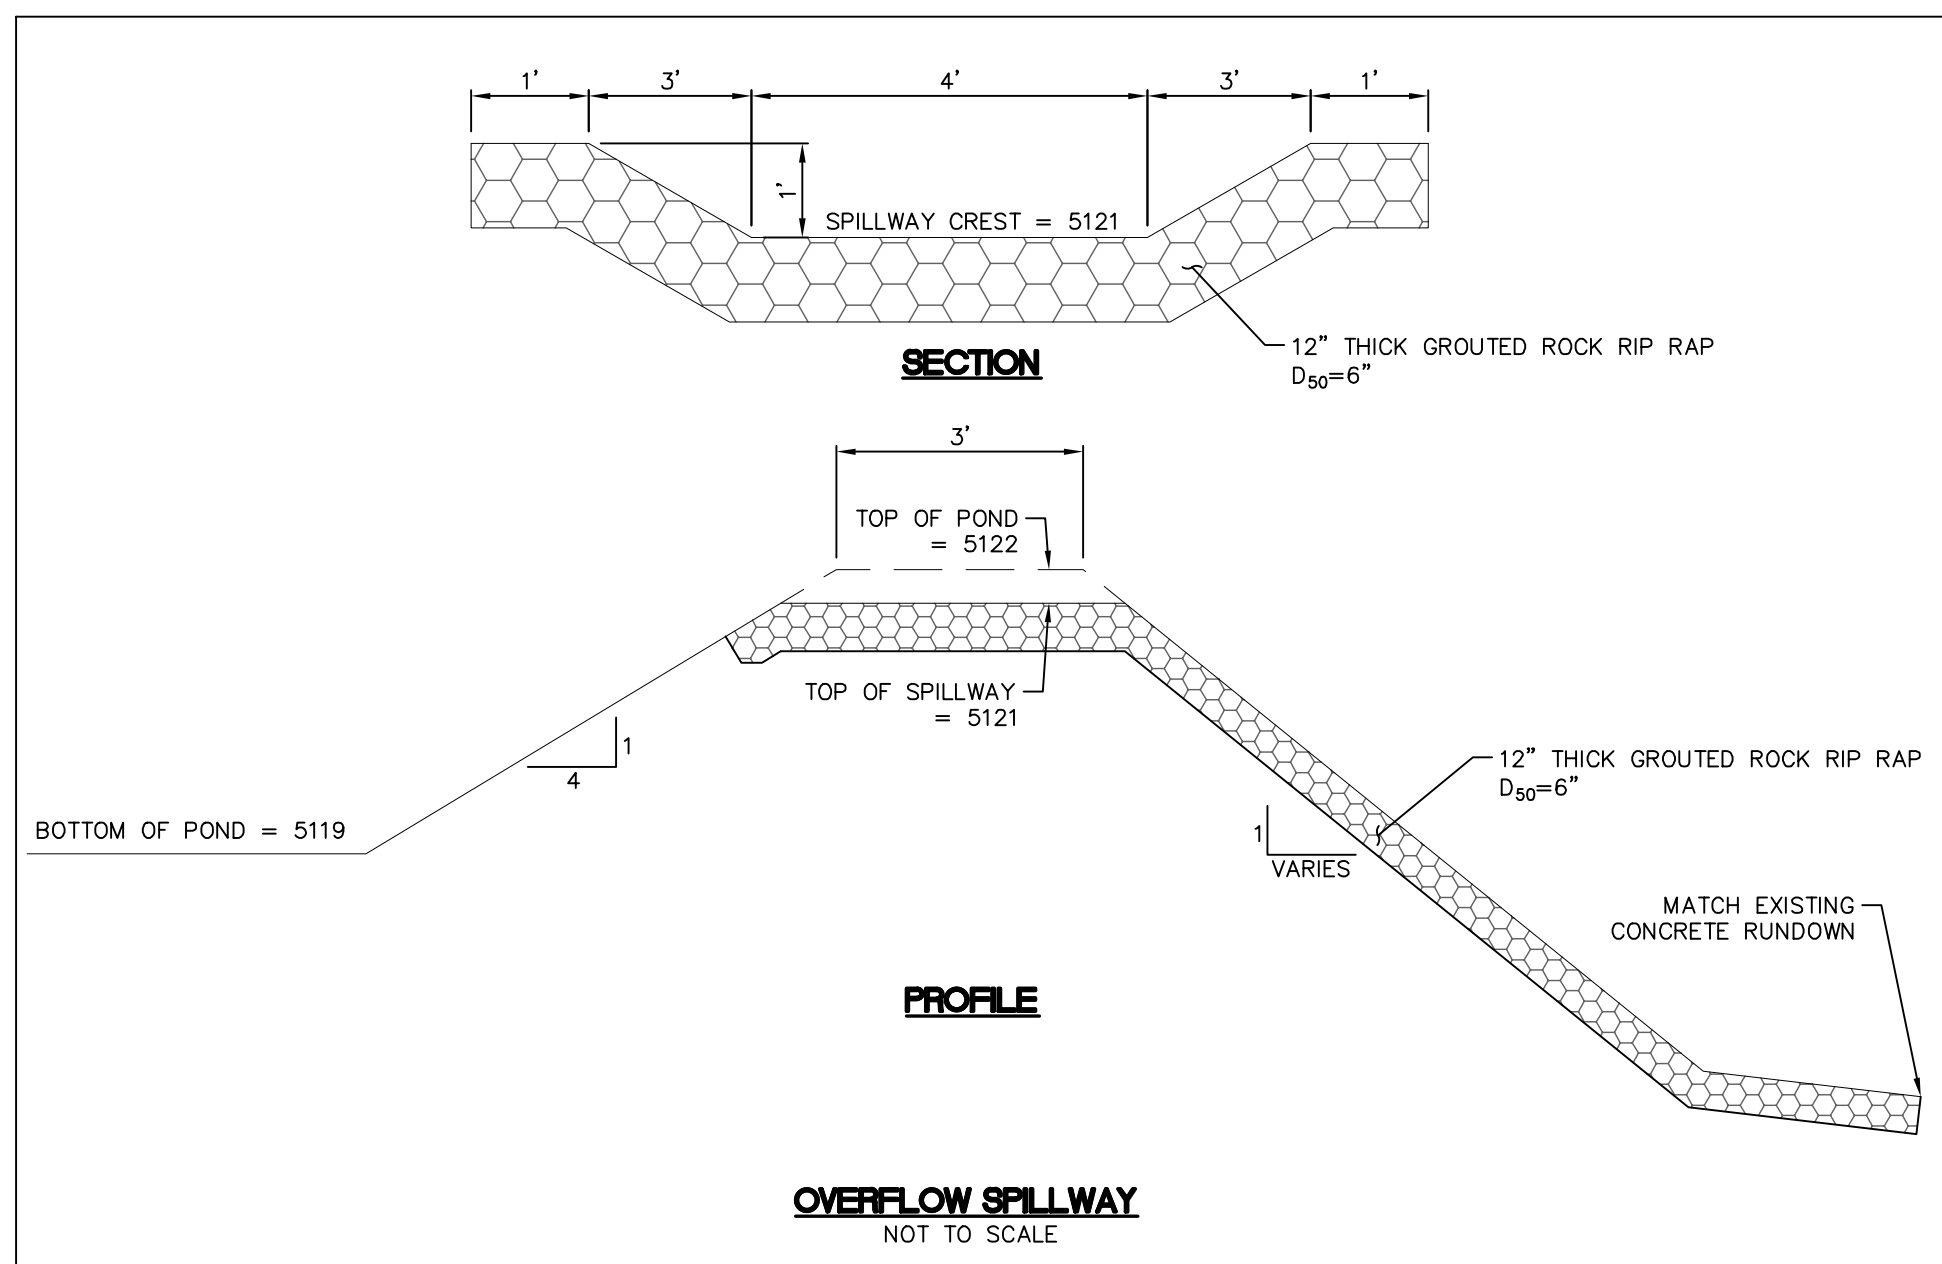 1' 3' 4' 3' 1'
1'
SPILLWAY CREST = 5121
12" THICK GROUTED ROCK RIP RAP
D50=6"
SECTION
3'
TOP OF POND
= 5122
TOP OF SPILLWAY
= 5121
1
4
12" THICK GROUTED ROCK RIP RAP
D50=6"
BOTTOM OF POND = 5119
1
VARIES
MATCH EXISTING
CONCRETE RUNDOWN
PROFILE
OVERFLOW SPILLWAY
NOT TO SCALE